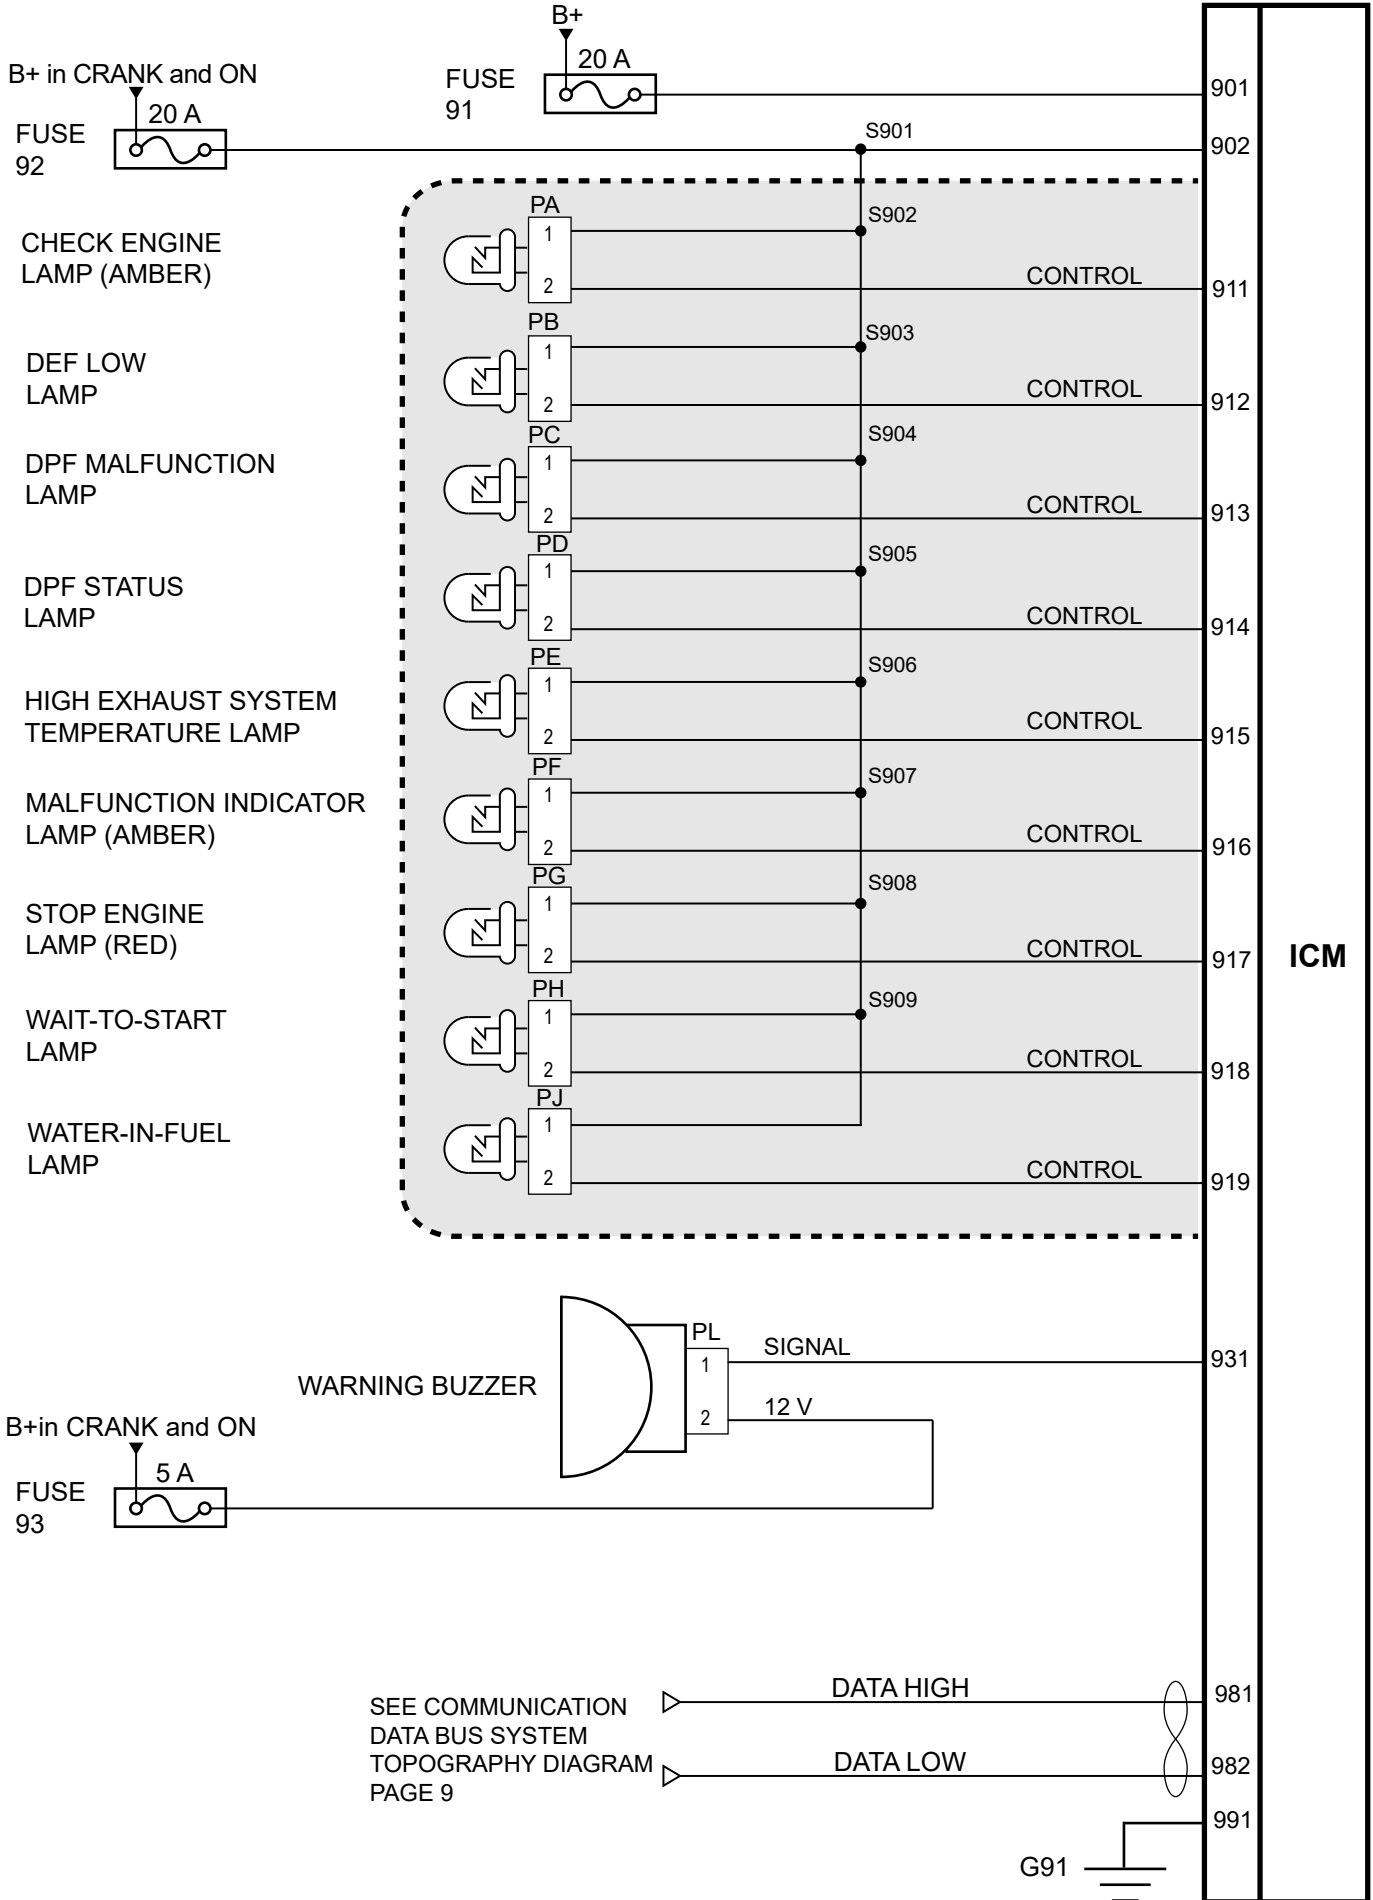 B+
B+ in CRANK and ON
20 A
FUSE
91
901
20 A
FUSE
92
S901
902
PA
S902
CHECK ENGINE
LAMP (AMBER)
1
2
CONTROL
911
PB
S903
DEF LOW
LAMP
1
2
CONTROL
912
PC
S904
DPF MALFUNCTION
LAMP
1
2
CONTROL
913
PD
S905
DPF STATUS
LAMP
1
2
CONTROL
914
PE
S906
HIGH EXHAUST SYSTEM
TEMPERATURE LAMP
1
2
CONTROL
915
PF
S907
MALFUNCTION INDICATOR
LAMP (AMBER)
1
2
CONTROL
916
PG
S908
STOP ENGINE
LAMP (RED)
1
2
CONTROL
917
ICM
PH
S909
WAIT-TO-START
LAMP
1
2
CONTROL
918
PJ
WATER-IN-FUEL
LAMP
1
2
CONTROL
919
PL
WARNING BUZZER
1
SIGNAL
931
2
12 V
B+in CRANK and ON
5 A
FUSE
93
SEE COMMUNICATION
DATA BUS SYSTEM
TOPOGRAPHY DIAGRAM
PAGE 9
DATA HIGH
981
DATA LOW
982
991
G91